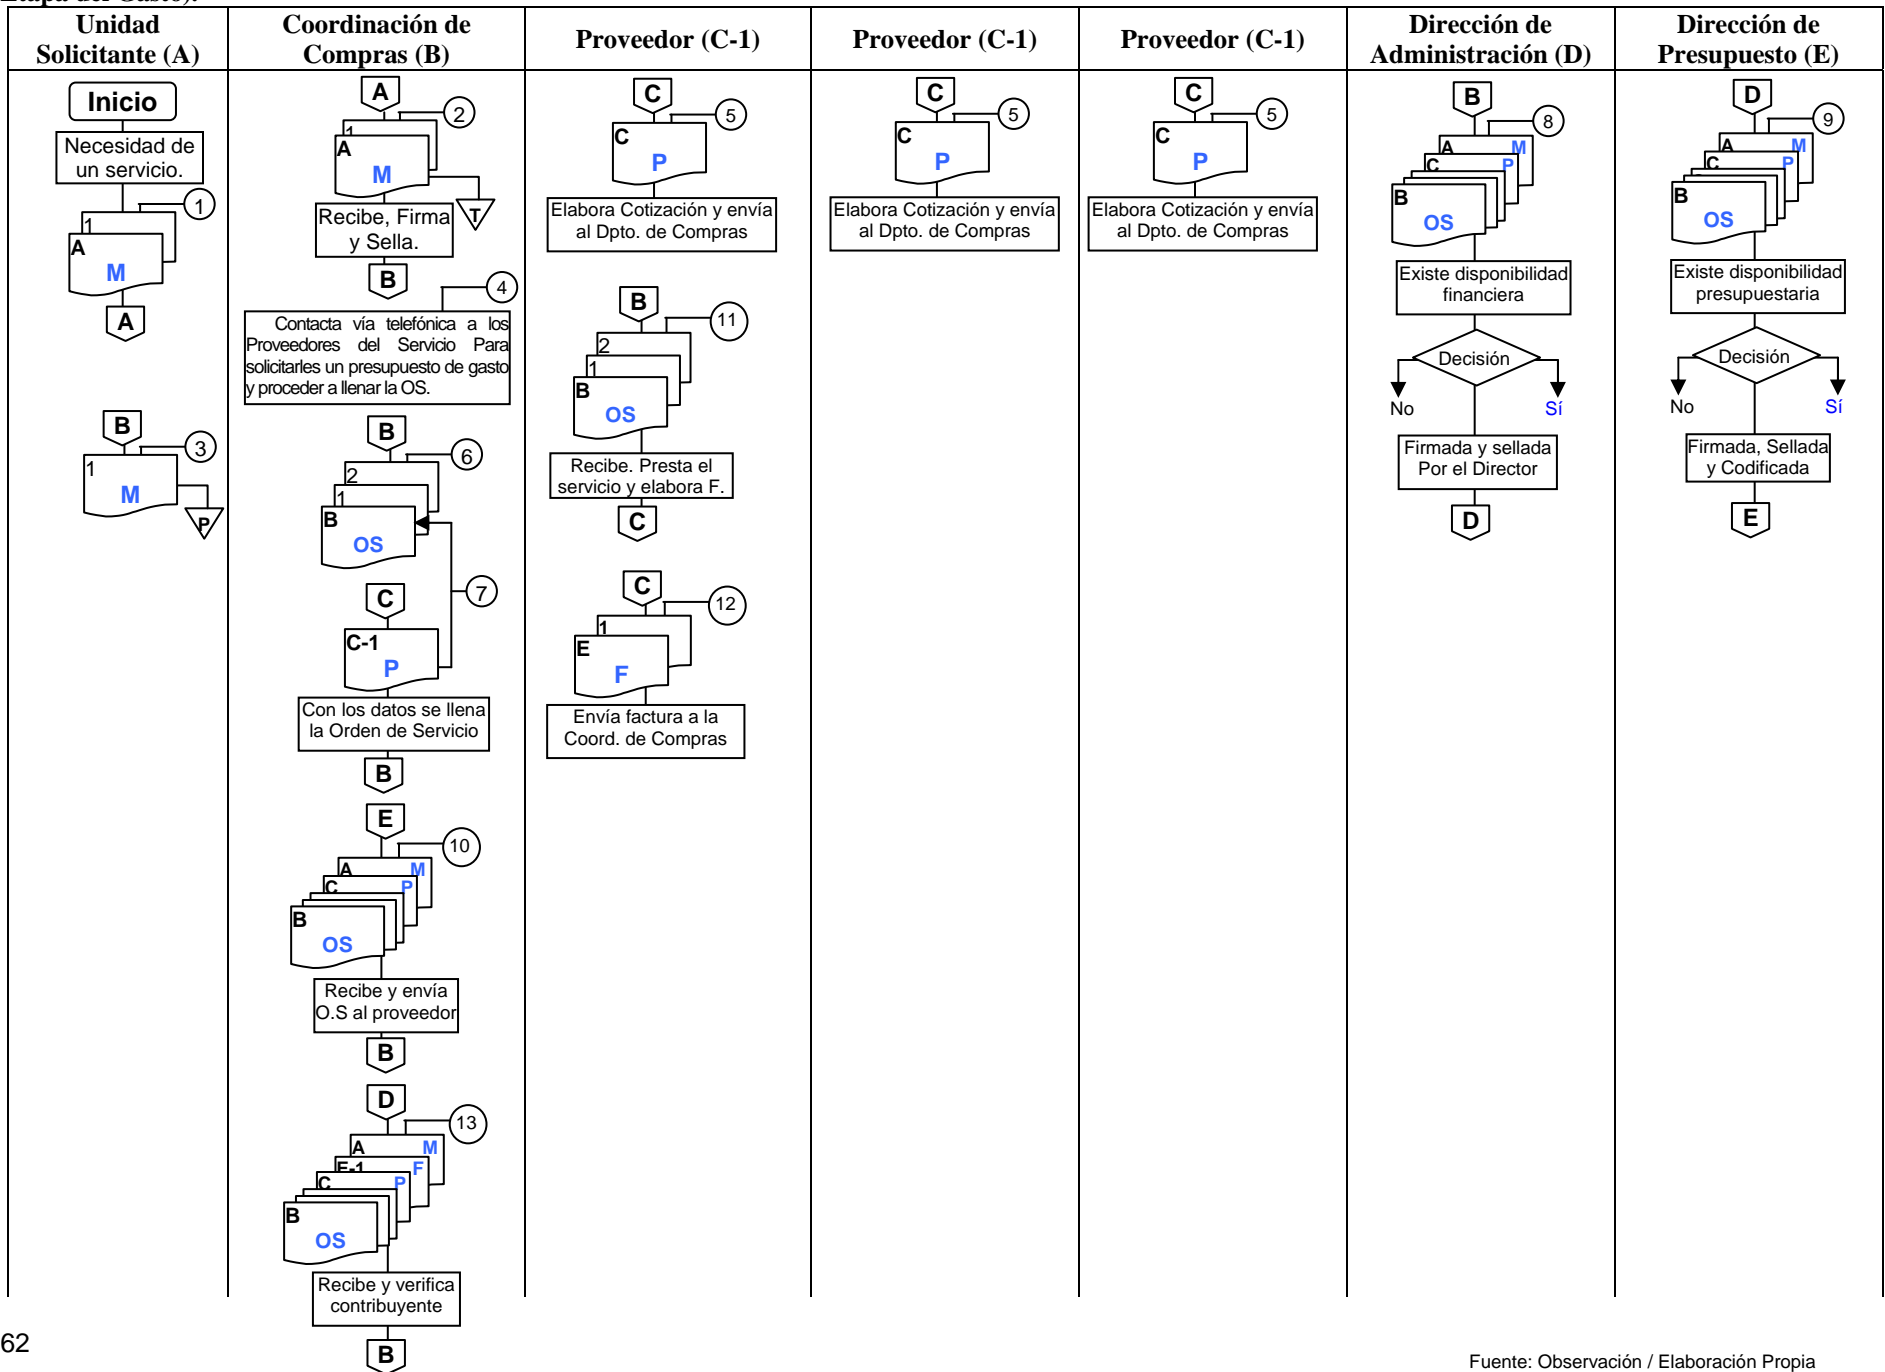 Etapa del Gasto).
Unidad
Solicitante (A)
Coordinación de
Compras (B)
Proveedor (C-1)
Proveedor (C-1)
Proveedor (C-1)
Dirección de
Administración (D)
Dirección de
Presupuesto (E)
Inicio
Necesidad de
un servicio.
1
1
A
M
A
B
3
1
M
P
A
2
1
A
M
T
Recibe, Firma
y Sella.
B
4
Contacta vía telefónica a los
Proveedores del Servicio Para
solicitarles un presupuesto de gasto
y proceder a llenar la OS.
B
6
2
1
B
OS
7
C
C-1
P
Con los datos se llena
la Orden de Servicio
B
E
10
A M
C P
B
OS
Recibe y envía
O.S al proveedor
B
D
13
A M
E-1 F
C P
B
OS
Recibe y verifica
contribuyente
B
C
5
C
P
Elabora Cotización y envía
al Dpto. de Compras
B
11
2
1
B
OS
Recibe. Presta el
servicio y elabora F.
C
C
12
1
E
F
Envía factura a la
Coord. de Compras
C
5
C
P
Elabora Cotización y envía
al Dpto. de Compras
C
5
C
P
Elabora Cotización y envía
al Dpto. de Compras
B
8
A M
C P
B
OS
Existe disponibilidad
financiera
Decisión
No Sí
Firmada y sellada
Por el Director
D
D
9
A M
C P
B
OS
Existe disponibilidad
presupuestaria
Decisión
No Sí
Firmada, Sellada
y Codificada
E
62
Fuente: Observación / Elaboración Propia